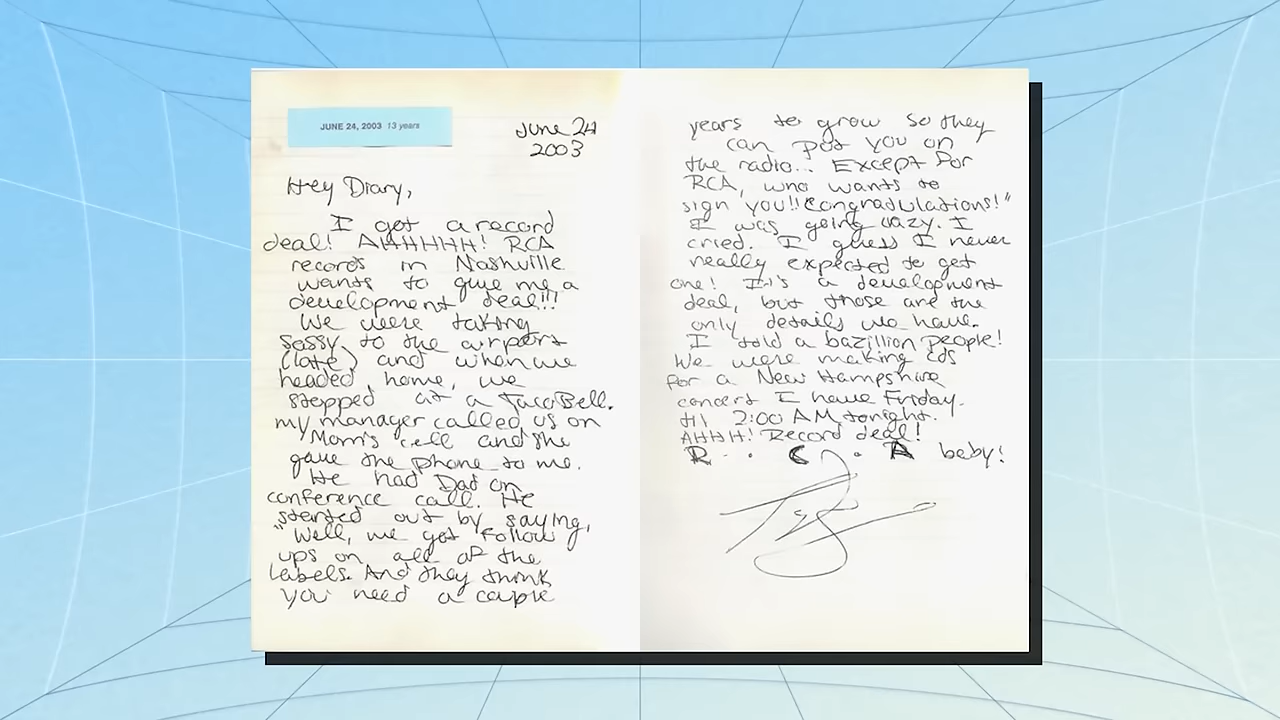 JUNE 24, 2003 13 years
June 24
2003
Hey Diary,
I got a record
deal! AHHHHH! RCA
records in Nashville
wants to give me a
development deal!!!
We were taking
sassy to the airport
(late) and when we
headed home, we
stopped at a Taco Bell.
my manager called us on
Mom's cell and she
gave the phone to me.
He had Dad on
conference call. He
started out by saying,
"Well, we got follow
ups on all of the
labels. And they think
you need a couple
years to grow so they
can put you on
the radio... Except for
RCA, who wants to
sign you!! Congradulations!"
I was going crazy. I
cried. I guess I never
really expected to get
one! It's a development
deal, but those are the
only details we have.
I told a bazillion people!
We were making CDs
for a New Hampshire
concert I have Friday.
til 2:00 AM tonight.
AHHH! Record deal!
R · · C · A baby!